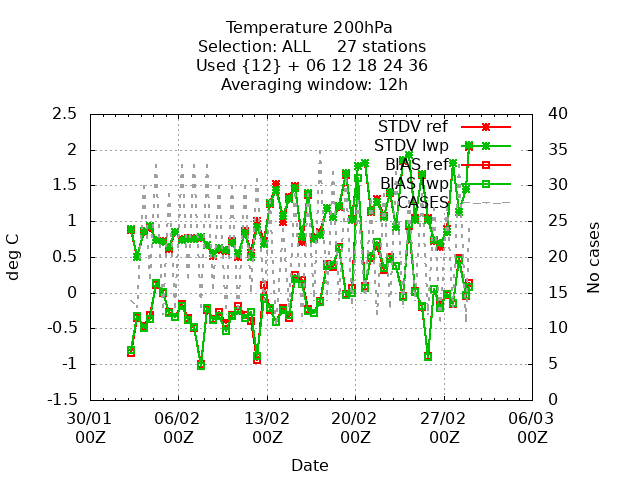 Temperature 200hPa
Selection: ALL 27 stations
Used {12} + 06 12 18 24 36
Averaging window: 12h
2.5
2
1.5
1
0.5
0
-0.5
-1
-1.5
deg C
40
35
30
25
20
15
10
5
0
No cases
STDV ref
STDV lwp
BIAS ref
BIAS lwp
CASES
30/01 06/02 13/02 20/02 27/02 06/03
00Z 00Z 00Z 00Z 00Z 00Z
Date